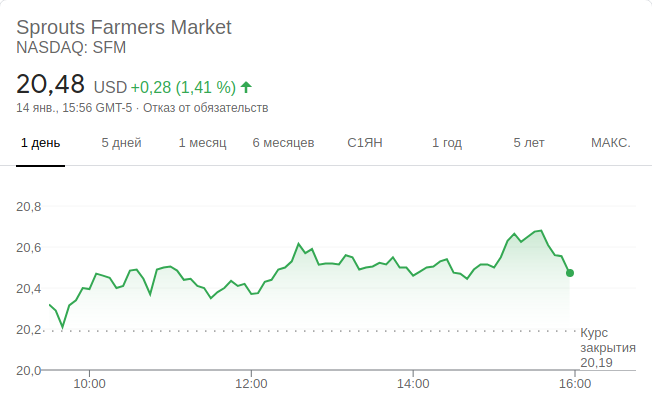 Sprouts Farmers Market
NASDAQ: SFM
20,48 USD +0,28 (1,41 %)
14 янв., 15:56 GMT-5 · Отказ от обязательств
1 день 5 дней 1 месяц 6 месяцев С1ЯН 1 год 5 лет МАКС.
20,8
20,6
20,4
20,2
20,0
Курс
закрытия
20,19
10:00 12:00 14:00 16:00